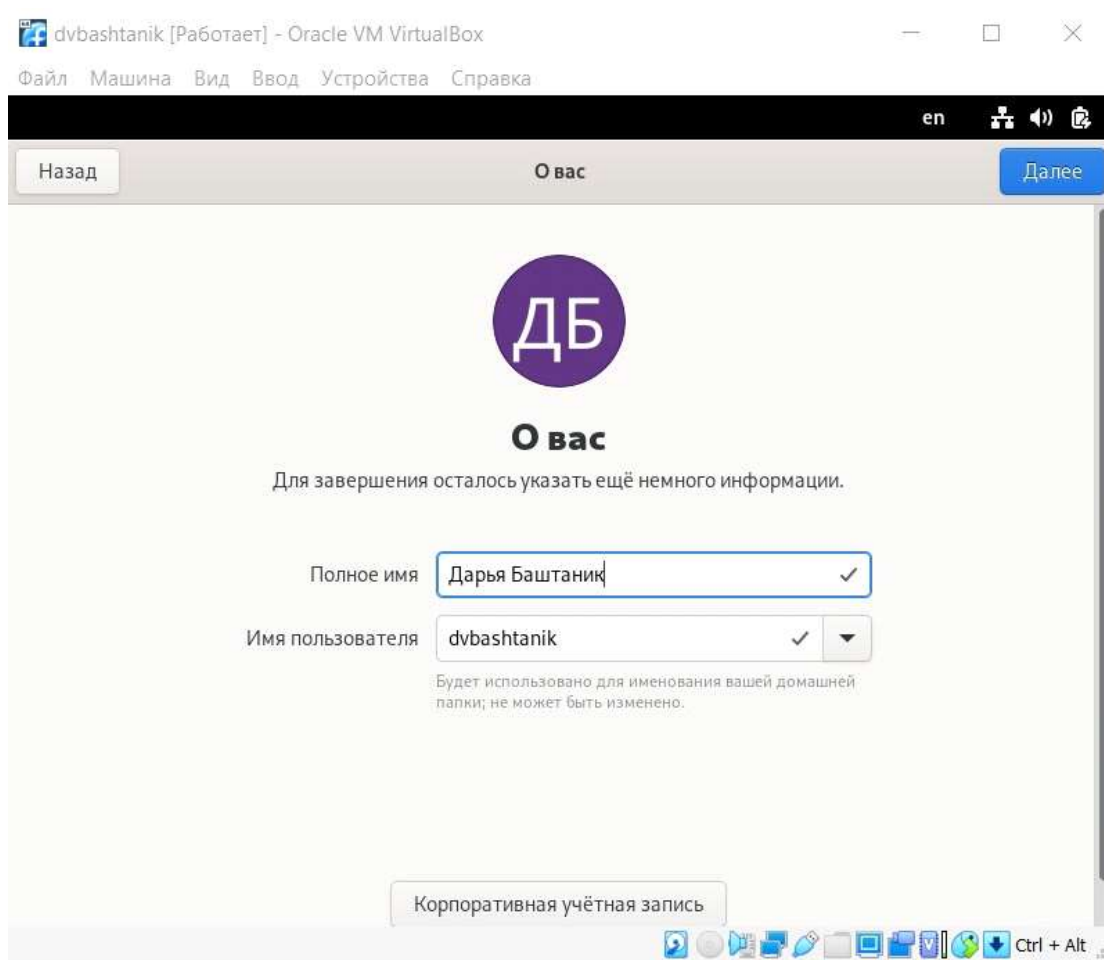 dvbashtanik [Работает] - Oracle VM VirtualBox
Файл Машина Вид Ввод Устройства Справка
en
Назад О вас Далее
ДБ
О вас
Для завершения осталось указать ещё немного информации.
Полное имя Дарья Баштаник
Имя пользователя dvbashtanik
Будет использовано для именования вашей домашней
папки; не может быть изменено.
Корпоративная учётная запись
Ctrl + Alt